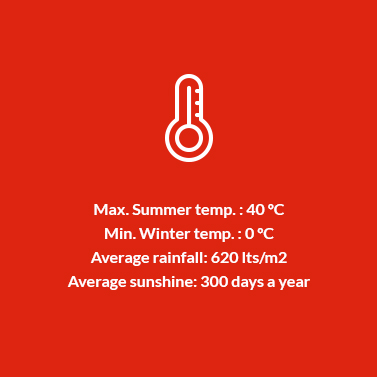 Max. Summer temp. : 40 ºC
Min. Winter temp. : 0 ºC
Average rainfall: 620 lts/m2
Average sunshine: 300 days a year